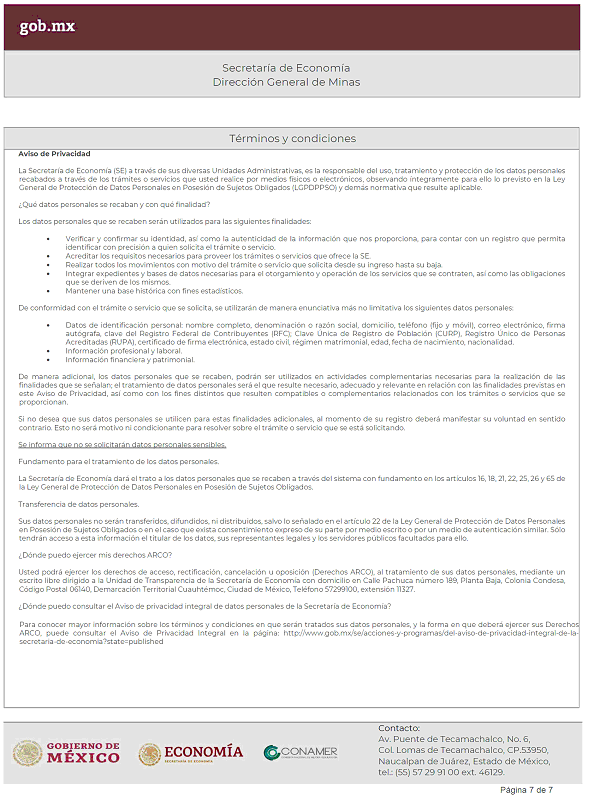 gob.mx
Secretaría de Economía
Dirección General de Minas
Términos y condiciones
Aviso de Privacidad
La Secretaría de Economía (SE) a través de sus diversas Unidades Administrativas, es la responsable del uso, tratamiento y protección de los datos personales
recabados a través de los trámites o servicios que usted realice por medios físicos o electrónicos, observando íntegramente para ello lo previsto en la Ley
General de Protección de Datos Personales en Posesión de Sujetos Obligados (LGPDPPSO) y demás normativa que resulte aplicable.
¿Qué datos personales se recaban y con qué finalidad?
Los datos personales que se recaben serán utilizados para las siguientes finalidades:
• Verificar y confirmar su identidad, así como la autenticidad de la información que nos proporciona, para contar con un registro que permita
identificar con precisión a quien solicita el trámite o servicio.
• Acreditar los requisitos necesarios para proveer los trámites o servicios que ofrece la SE.
• Realizar todos los movimientos con motivo del trámite o servicio que solicita desde su ingreso hasta su baja.
• Integrar expedientes y bases de datos necesarias para el otorgamiento y operación de los servicios que se contraten, así como las obligaciones
que se deriven de los mismos.
• Mantener una base histórica con fines estadísticos.
De conformidad con el trámite o servicio que se solicita, se utilizarán de manera enunciativa más no limitativa los siguientes datos personales:
• Datos de identificación personal: nombre completo, denominación o razón social, domicilio, teléfono (fijo y móvil), correo electrónico, firma
autógrafa, clave del Registro Federal de Contribuyentes (RFC); Clave Única de Registro de Población (CURP), Registro Único de Personas
Acreditadas (RUPA), certificado de firma electrónica, estado civil, régimen matrimonial, edad, fecha de nacimiento, nacionalidad.
• Información profesional y laboral.
• Información financiera y patrimonial.
De manera adicional, los datos personales que se recaben, podrán ser utilizados en actividades complementarias necesarias para la realización de las
finalidades que se señalan; el tratamiento de datos personales será el que resulte necesario, adecuado y relevante en relación con las finalidades previstas en
este Aviso de Privacidad, así como con los fines distintos que resulten compatibles o complementarios relacionados con los trámites o servicios que se
proporcionan.
Si no desea que sus datos personales se utilicen para estas finalidades adicionales, al momento de su registro deberá manifestar su voluntad en sentido
contrario. Esto no será motivo ni condicionante para resolver sobre el trámite o servicio que se está solicitando.
Se informa que no se solicitarán datos personales sensibles.
Fundamento para el tratamiento de los datos personales.
La Secretaría de Economía dará el trato a los datos personales que se recaben a través del sistema con fundamento en los artículos 16, 18, 21, 22, 25, 26 y 65 de
la Ley General de Protección de Datos Personales en Posesión de Sujetos Obligados.
Transferencia de datos personales.
Sus datos personales no serán transferidos, difundidos, ni distribuidos, salvo lo señalado en el artículo 22 de la Ley General de Protección de Datos Personales
en Posesión de Sujetos Obligados o en el caso que exista consentimiento expreso de su parte por medio escrito o por un medio de autenticación similar. Sólo
tendrán acceso a esta información el titular de los datos, sus representantes legales y los servidores públicos facultados para ello.
¿Dónde puedo ejercer mis derechos ARCO?
Usted podrá ejercer los derechos de acceso, rectificación, cancelación u oposición (Derechos ARCO), al tratamiento de sus datos personales, mediante un
escrito libre dirigido a la Unidad de Transparencia de la Secretaría de Economía con domicilio en Calle Pachuca número 189, Planta Baja, Colonia Condesa,
Código Postal 06140, Demarcación Territorial Cuauhtémoc, Ciudad de México, Teléfono 57299100, extensión 11327.
¿Dónde puedo consultar el Aviso de privacidad integral de datos personales de la Secretaría de Economía?
Para conocer mayor información sobre los términos y condiciones en que serán tratados sus datos personales, y la forma en que deberá ejercer sus Derechos
ARCO, puede consultar el Aviso de Privacidad Integral en la página: http://www.gob.mx/se/acciones-y-programas/del-aviso-de-privacidad-integral-de-la-
secretaria-de-economia?state=published
GOBIERNO DE
MÉXICO
ECONOMÍA
SECRETARÍA DE ECONOMÍA
CONAMER
Contacto:
Av. Puente de Tecamachalco, No. 6,
Col. Lomas de Tecamachalco, CP.53950,
Naucalpan de Juárez, Estado de México,
tel.: (55) 57 29 91 00 ext. 46129.
Página 7 de 7